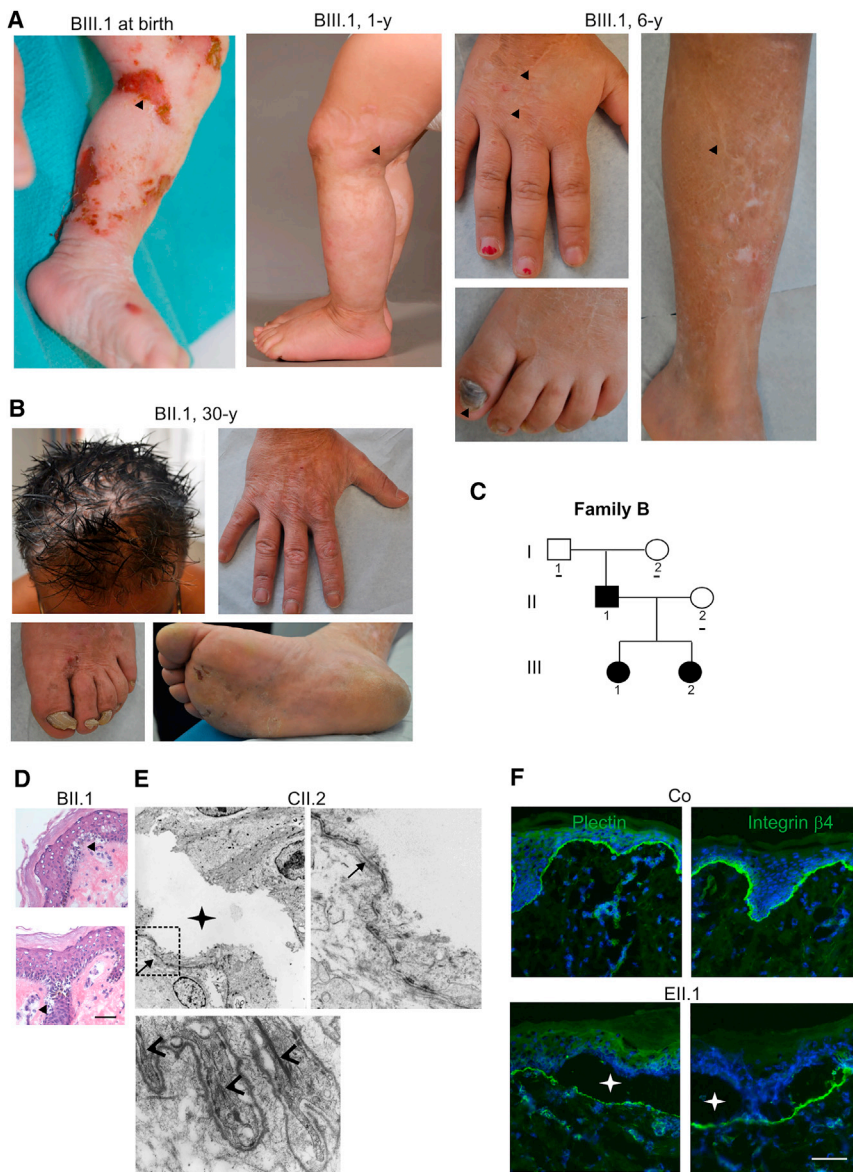 A
BIII.1 at birth
BIII.1, 1-y
BIII.1, 6-y
B
BII.1, 30-y
C
Family B
I
1
2
II
1
2
III
1
2
D
BII.1
E
CII.2
F
Co
Plectin
Integrin β4
EII.1